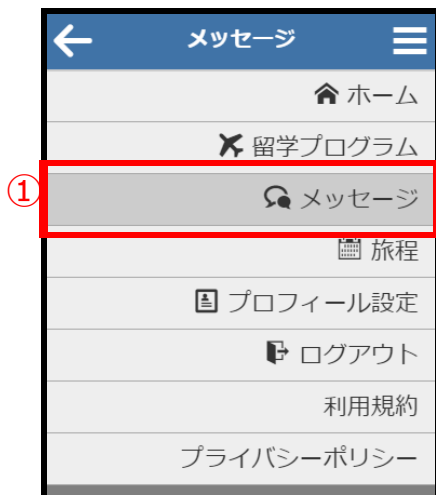 メッセージ
ホーム
留学プログラム
①
メッセージ
旅程
プロフィール設定
ログアウト
利用規約
プライバシーポリシー